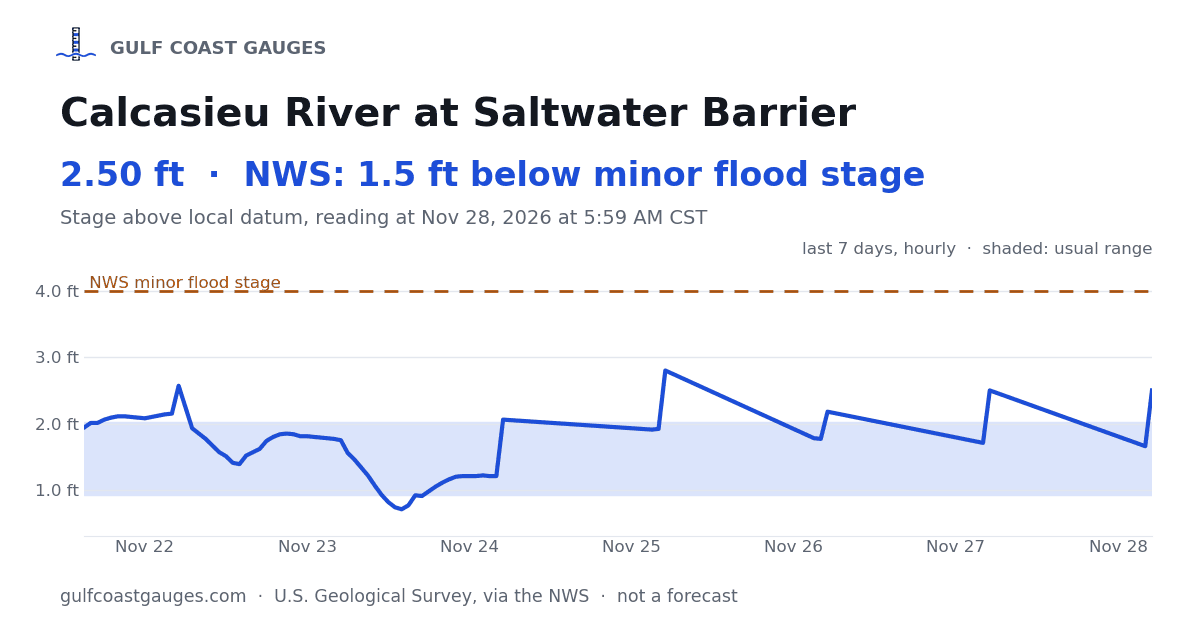 GULF COAST GAUGES
Calcasieu River at Saltwater Barrier
2.50 ft · NWS: 1.5 ft below minor flood stage
Stage above local datum, reading at Nov 28, 2026 at 5:59 AM CST
last 7 days, hourly · shaded: usual range
NWS minor flood stage
4.0 ft
3.0 ft
2.0 ft
1.0 ft
Nov 22 Nov 23 Nov 24 Nov 25 Nov 26 Nov 27 Nov 28
gulfcoastgauges.com · U.S. Geological Survey, via the NWS · not a forecast